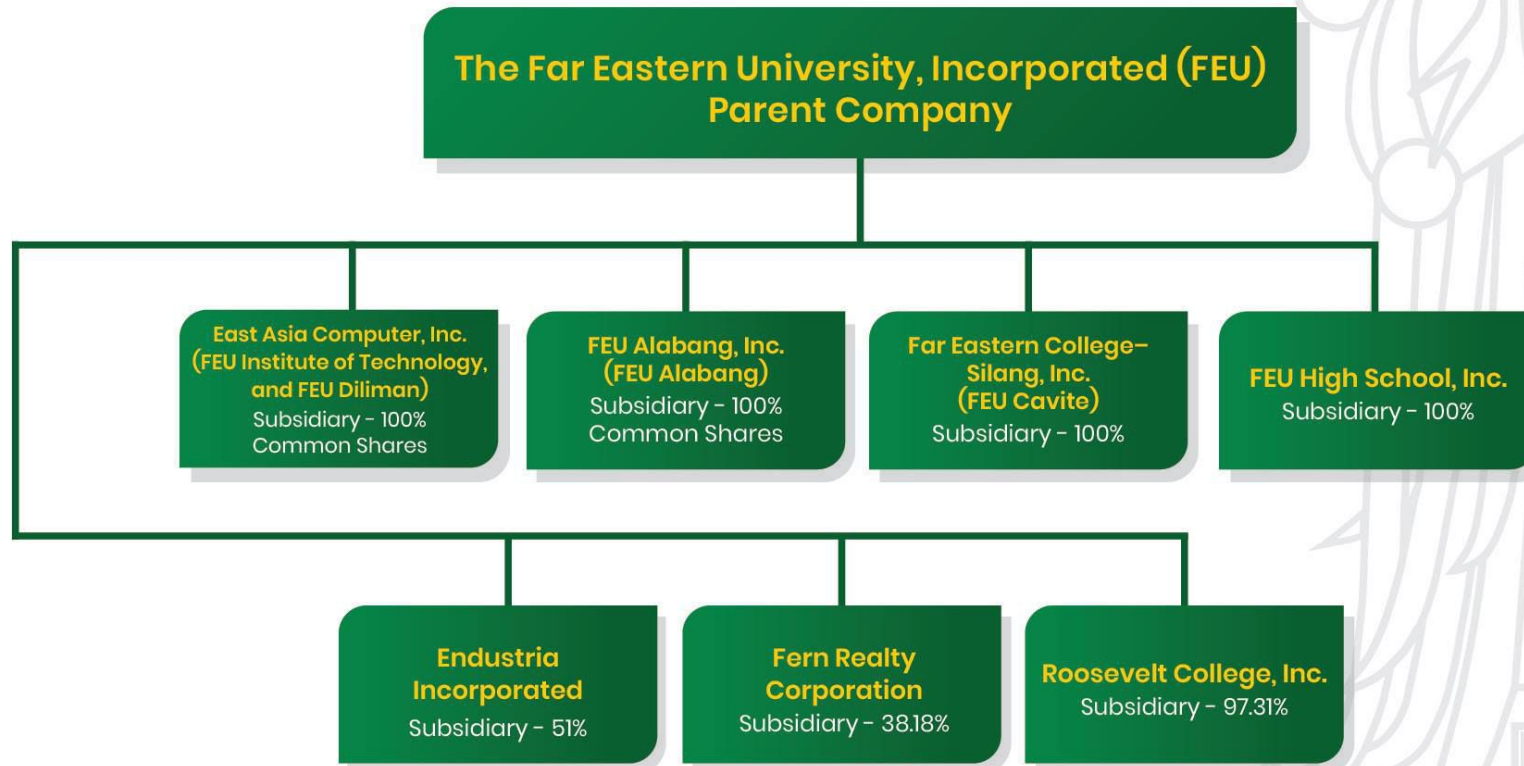 The Far Eastern University, Incorporated (FEU)
Parent Company
East Asia Computer, Inc.
(FEU Institute of Technology,
and FEU Diliman)
Subsidiary - 100%
Common Shares
FEU Alabang, Inc.
(FEU Alabang)
Subsidiary - 100%
Common Shares
Far Eastern College–
Silang, Inc.
(FEU Cavite)
Subsidiary - 100%
FEU High School, Inc.
Subsidiary - 100%
Endustria
Incorporated
Subsidiary - 51%
Fern Realty
Corporation
Subsidiary - 38.18%
Roosevelt College, Inc.
Subsidiary - 97.31%